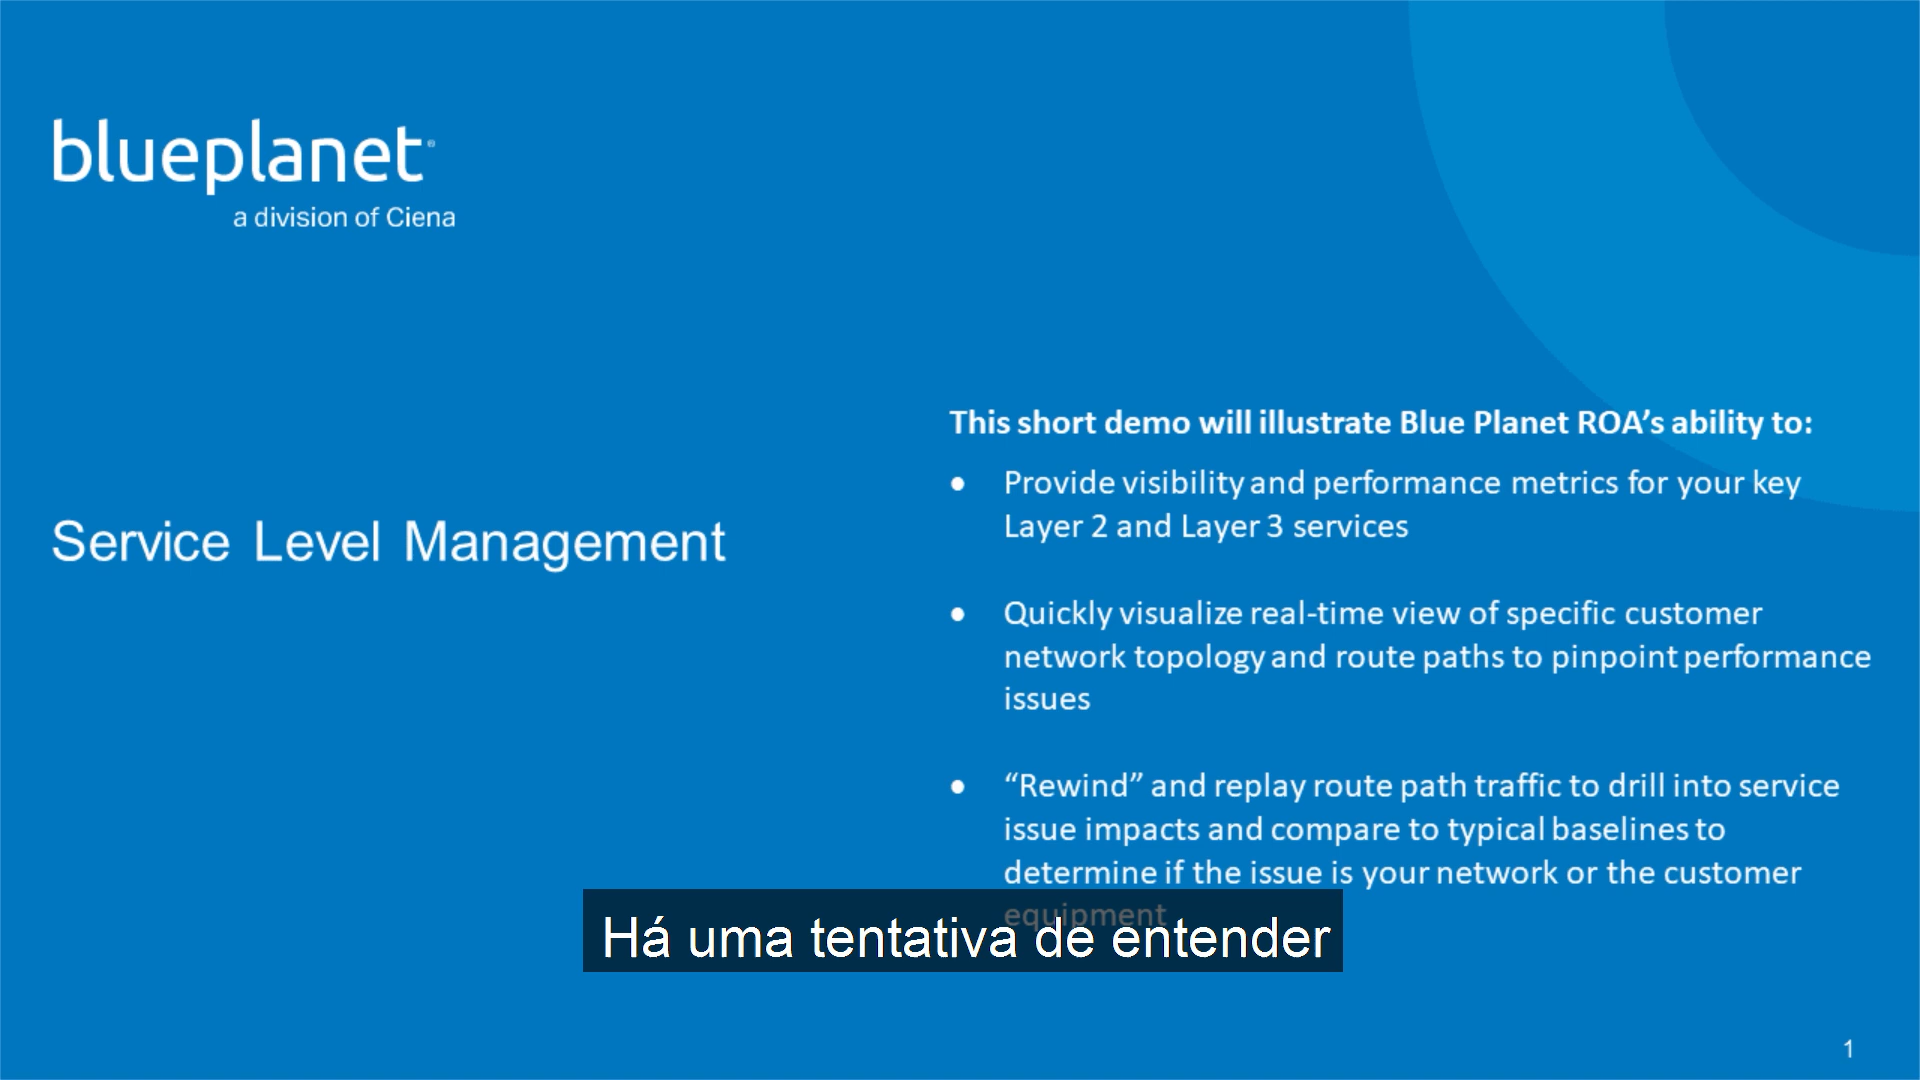 blueplanet®
a division of Ciena
Service Level Management
This short demo will illustrate Blue Planet ROA’s ability to:
• Provide visibility and performance metrics for your key
Layer 2 and Layer 3 services
• Quickly visualize real-time view of specific customer
network topology and route paths to pinpoint performance
issues
• “Rewind” and replay route path traffic to drill into service
issue impacts and compare to typical baselines to
determine if the issue is your network or the customer
equipment
Há uma tentativa de entender
1